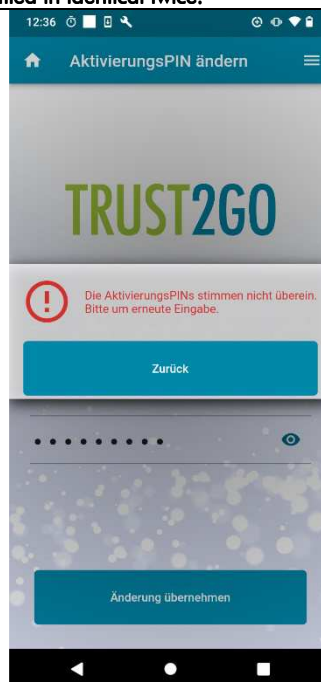 filled in identical twice.
12:36
AktivierungsPIN ändern
TRUST2GO
Die AktivierungsPINs stimmen nicht überein.
Bitte um erneute Eingabe.
Zurück
Änderung übernehmen